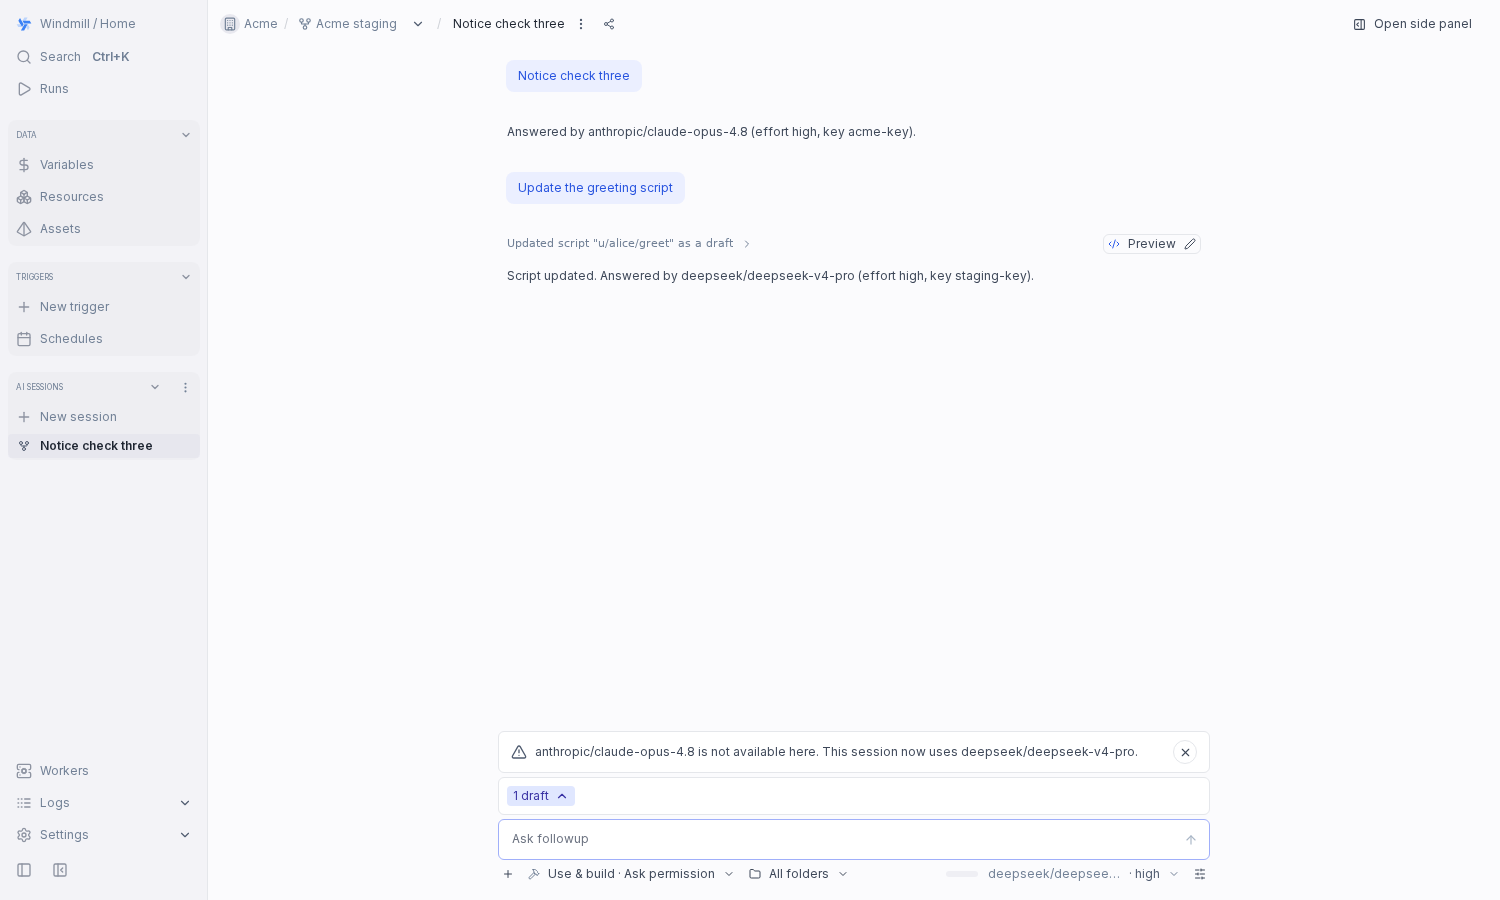 Windmill / Home
Search Ctrl+K
Runs
DATA
Variables
Resources
Assets
TRIGGERS
New trigger
Schedules
AI SESSIONS
New session
Notice check three
Workers
Logs
Settings
Acme / Acme staging / Notice check three
Open side panel
Notice check three
Answered by anthropic/claude-opus-4.8 (effort high, key acme-key).
Update the greeting script
Updated script "u/alice/greet" as a draft
Preview
Script updated. Answered by deepseek/deepseek-v4-pro (effort high, key staging-key).
anthropic/claude-opus-4.8 is not available here. This session now uses deepseek/deepseek-v4-pro.
1 draft
Ask followup
Use & build · Ask permission All folders deepseek/deepsee… · high